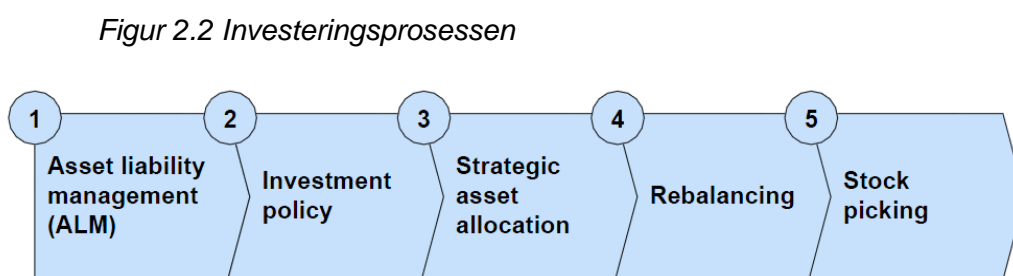 Figur 2.2 Investeringsprosessen
1
2
3
4
5
Asset liability
management
(ALM)
Investment
policy
Strategic
asset
allocation
Rebalancing
Stock
picking